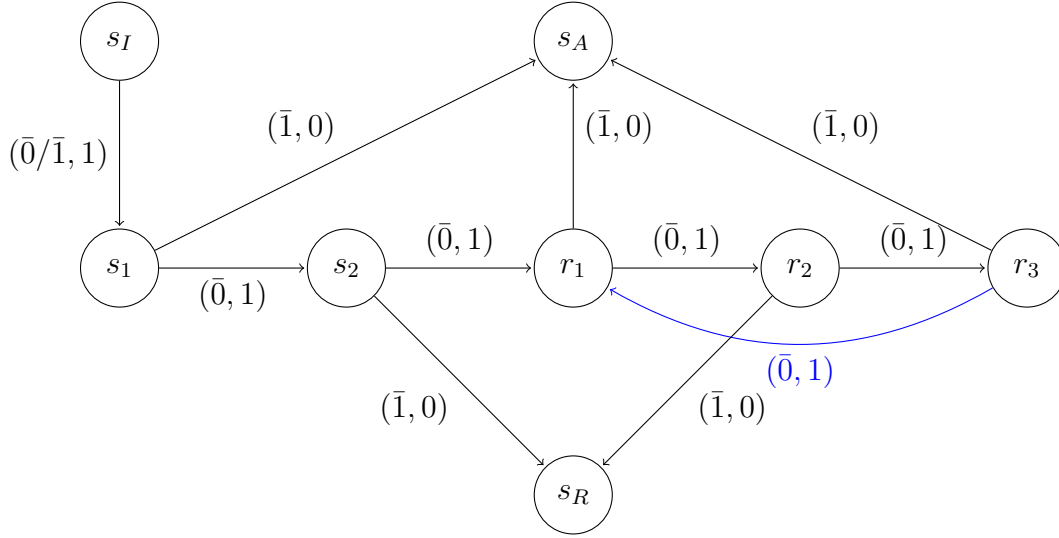 s_I
s_A
(0̄/1̄, 1)
(1̄, 0)
(1̄, 0)
(1̄, 0)
s_1
(0̄, 1)
s_2
(0̄, 1)
r_1
(0̄, 1)
r_2
(0̄, 1)
r_3
(0̄, 1)
(1̄, 0)
(1̄, 0)
s_R